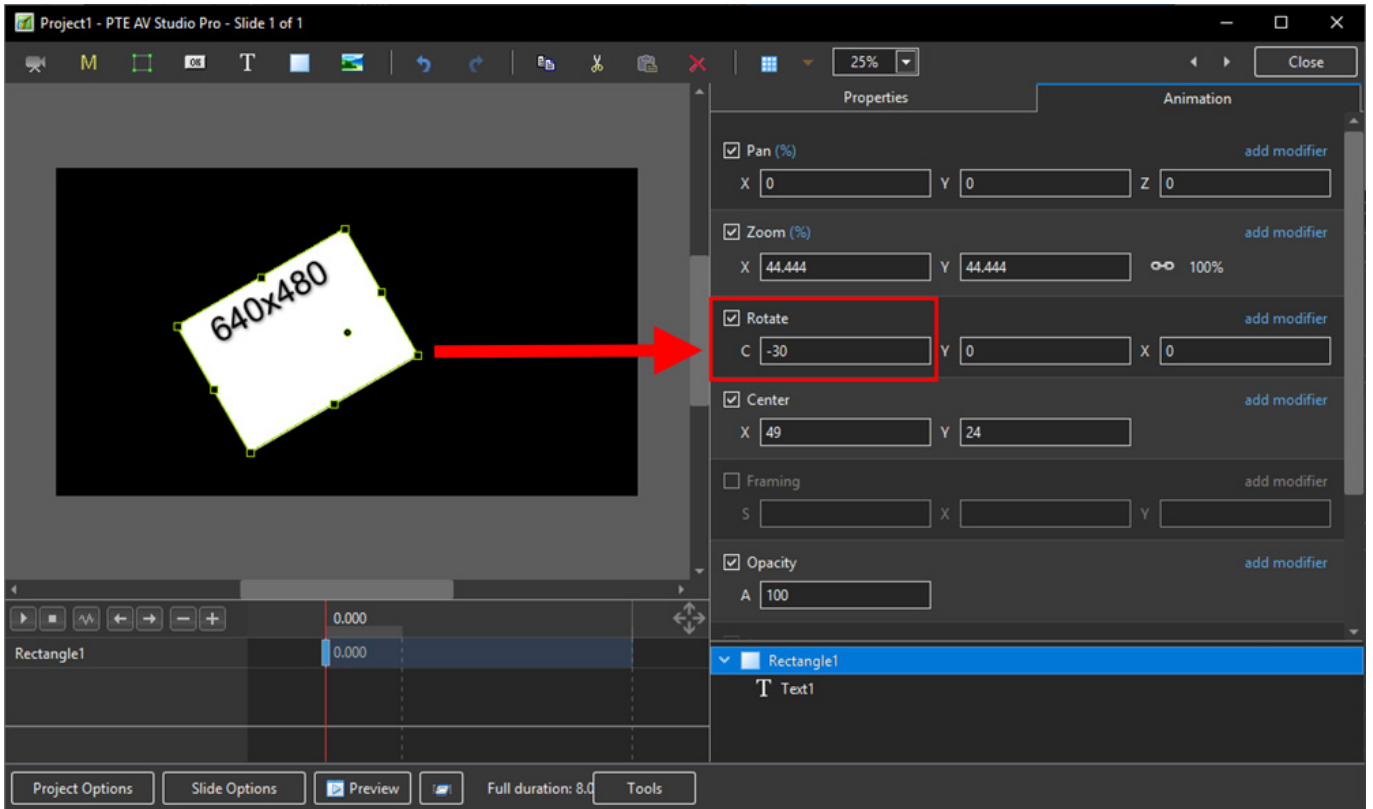 Project1 - PTE AV Studio Pro - Slide 1 of 1
M OK T 25% Close
Properties Animation
Pan (%) add modifier
X 0 Y 0 Z 0
Zoom (%) add modifier
X 44.444 Y 44.444 100%
640x480
Rotate add modifier
C -30 Y 0 X 0
Center add modifier
X 49 Y 24
Framing add modifier
S X Y
Opacity add modifier
A 100
0.000
Rectangle1 0.000
Rectangle1
T Text1
Project Options Slide Options Preview Full duration: 8.0 Tools